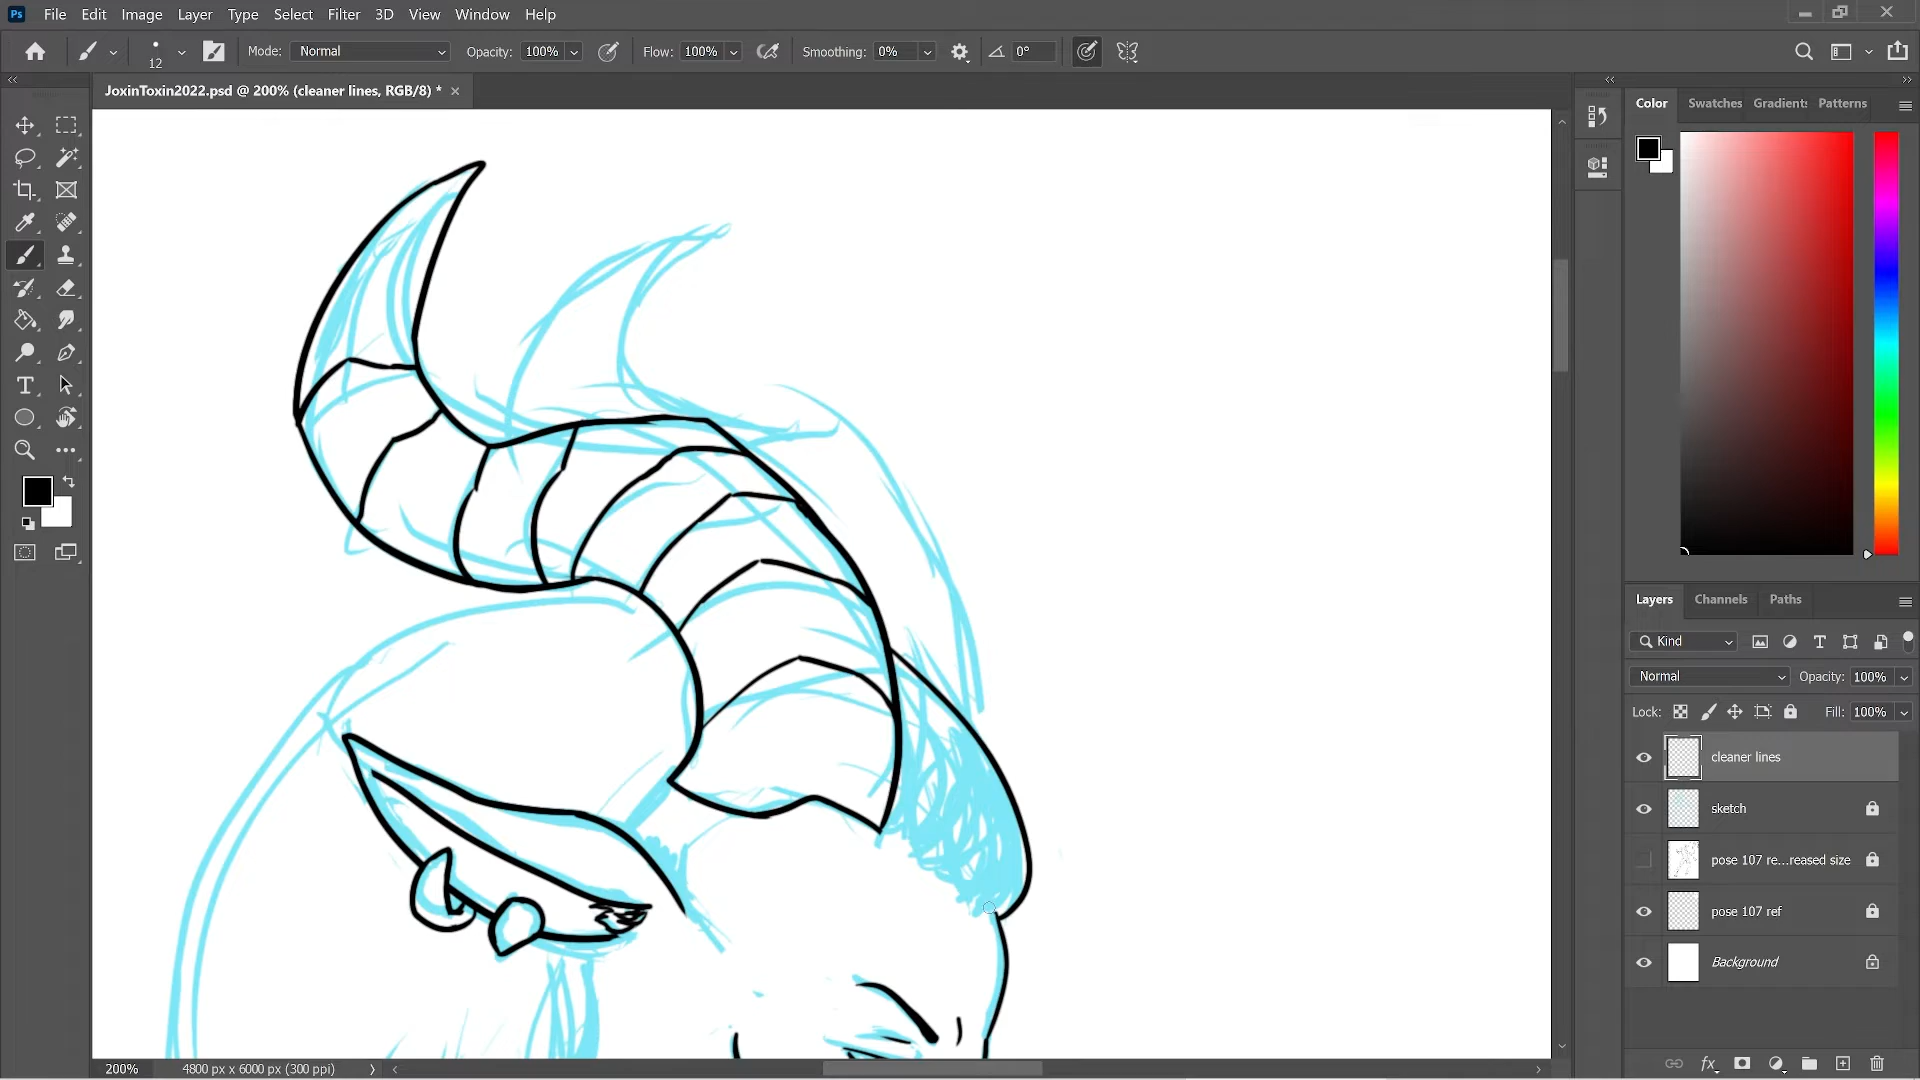 Ps File Edit Image Layer Type Select Filter 3D View Window Help
12 Mode: Normal Opacity: 100% Flow: 100% Smoothing: 0% 0°
JoxinToxin2022.psd @ 200% (cleaner lines, RGB/8) *
Color Swatches Gradients Patterns
Layers Channels Paths
Kind
Normal Opacity: 100%
Lock: Fill: 100%
cleaner lines
sketch
pose 107 re...reased size
pose 107 ref
Background
200% 4800 px x 6000 px (300 ppi)